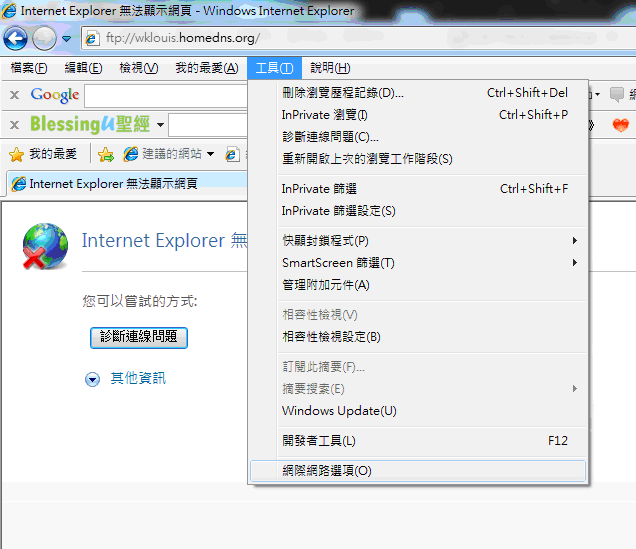 Internet Explorer 無法顯示網頁 - Windows Internet Explorer
ftp://wklouis.homedns.org/
檔案(F) 編輯(E) 檢視(V) 我的最愛(A) 工具(T) 說明(H)
x Google
x BlessingU聖經
我的最愛 建議的網站
Internet Explorer 無法顯示網頁
刪除瀏覽歷程記錄(D)... Ctrl+Shift+Del
InPrivate 瀏覽(I) Ctrl+Shift+P
診斷連線問題(C)...
重新開啟上次的瀏覽工作階段(S)
InPrivate 篩選 Ctrl+Shift+F
InPrivate 篩選設定(S)
快顯封鎖程式(P)
SmartScreen 篩選(T)
管理附加元件(A)
相容性檢視(V)
相容性檢視設定(B)
訂閱此摘要(F)...
摘要搜索(E)
Windows Update(U)
開發者工具(L) F12
網際網路選項(O)
Internet Explorer 無
您可以嘗試的方式:
診斷連線問題
其他資訊